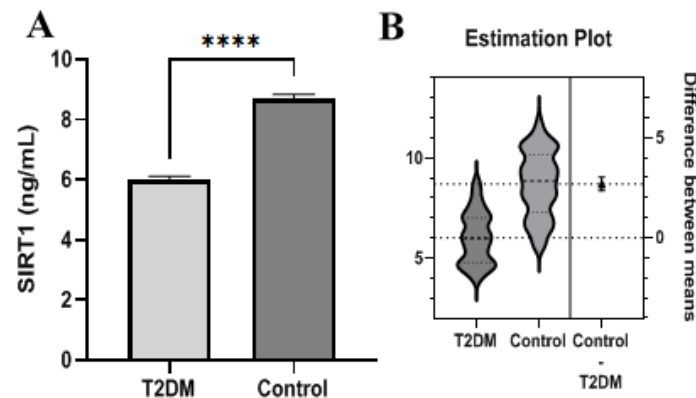 A
****
SIRT1 (ng/mL)
10
8
6
4
2
0
T2DM
Control
B
Estimation Plot
10
5
5
0
Difference between means
T2DM
Control
Control
-
T2DM